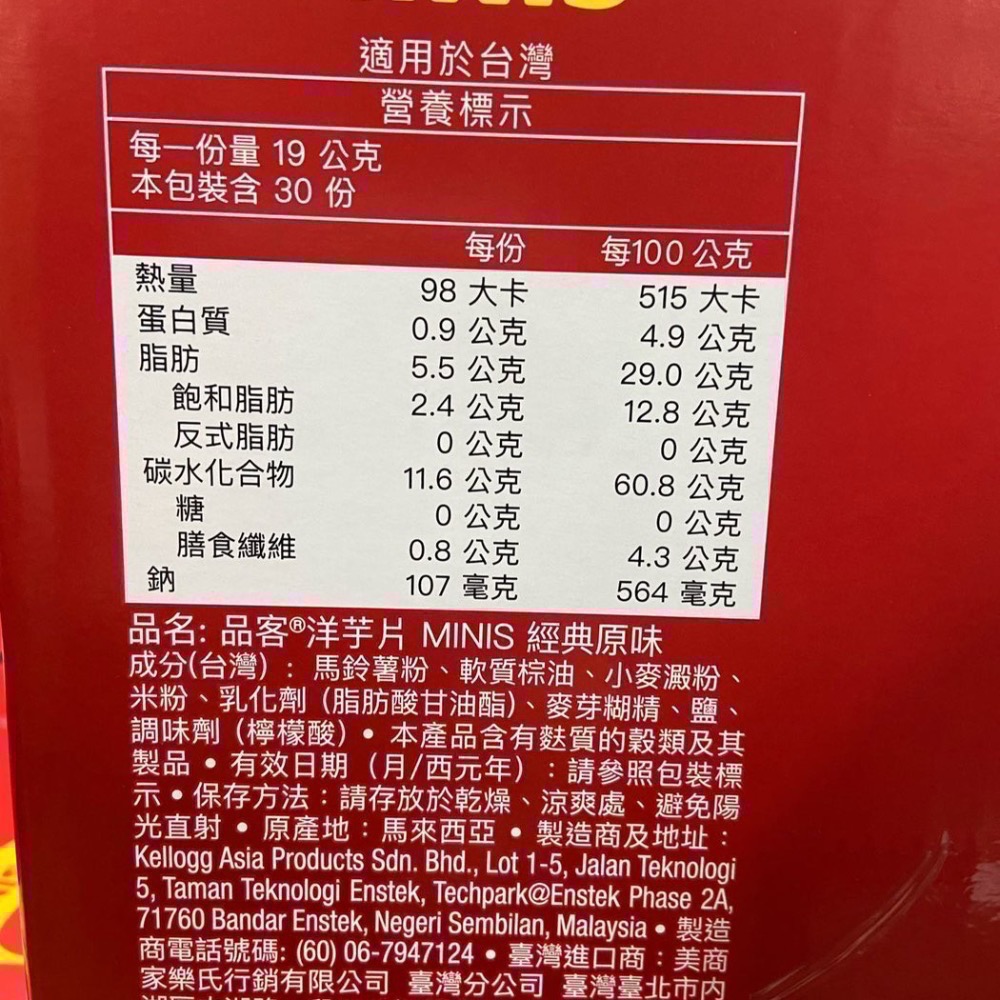 適用於台灣
營養標示
每一份量 19 公克
本包裝含 30 份
每份 每100 公克
熱量 98 大卡 515 大卡
蛋白質 0.9 公克 4.9 公克
脂肪 5.5 公克 29.0 公克
飽和脂肪 2.4 公克 12.8 公克
反式脂肪 0 公克 0 公克
碳水化合物 11.6 公克 60.8 公克
糖 0 公克 0 公克
膳食纖維 0.8 公克 4.3 公克
鈉 107 毫克 564 毫克
品名: 品客®洋芋片 MINIS 經典原味
成分(台灣) : 馬鈴薯粉、軟質棕油、小麥澱粉、
米粉、乳化劑 (脂肪酸甘油酯)、麥芽糊精、鹽、
調味劑 (檸檬酸) • 本產品含有麩質的穀類及其
製品 • 有效日期 (月/西元年) : 請參照包裝標
示 • 保存方法 : 請存放於乾燥、涼爽處、避免陽
光直射 • 原產地 : 馬來西亞 • 製造商及地址 :
Kellogg Asia Products Sdn. Bhd., Lot 1-5, Jalan Teknologi
5, Taman Teknologi Enstek, Techpark@Enstek Phase 2A,
71760 Bandar Enstek, Negeri Sembilan, Malaysia • 製造
商電話號碼: (60) 06-7947124 • 臺灣進口商 : 美商
家樂氏行銷有限公司 臺灣分公司 臺灣臺北市內